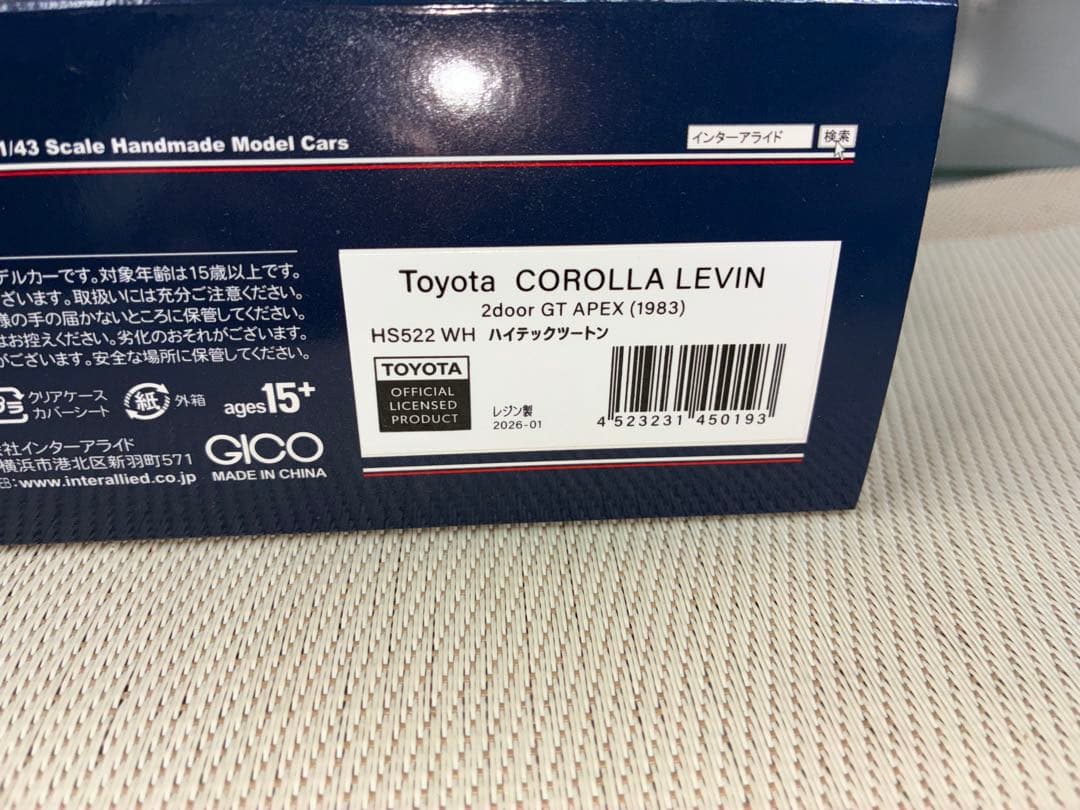 1/43 Scale Handmade Model Cars
インターアライド 検索
デルカーです。対象年齢は15歳以上です。
ざいます。取扱いには充分ご注意ください。
様の手の届かないところに保管してください。
はお控えください。劣化のおそれがございます。
がございます。安全な場所に保管してください。
クリアケース
カバーシート
紙 外箱
ages15+
社インターアライド
横浜市港北区新羽町571
www.interallied.co.jp
GICO
MADE IN CHINA
Toyota COROLLA LEVIN
2door GT APEX (1983)
HS522 WH ハイテックツートン
TOYOTA
OFFICIAL
LICENSED
PRODUCT
レジン製
2026-01
4 523231 450193